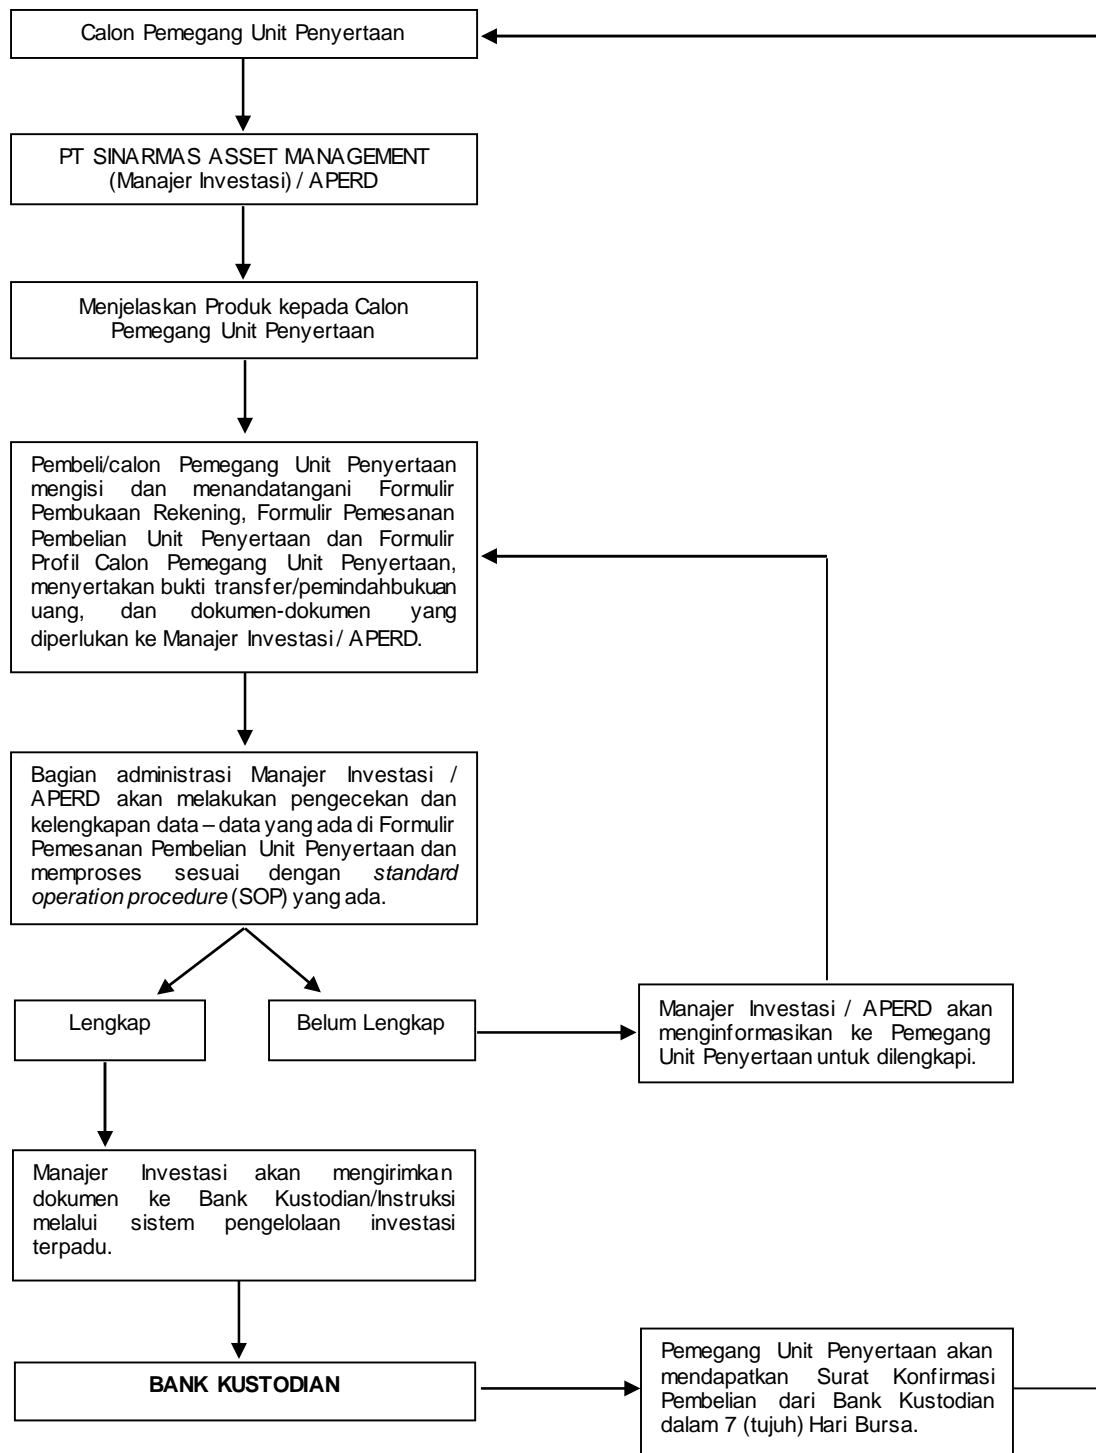 Calon Pemegang Unit Penyertaan
PT SINARMAS ASSET MANAGEMENT
(Manajer Investasi) / APERD
Menjelaskan Produk kepada Calon
Pemegang Unit Penyertaan
Pembeli/calon Pemegang Unit Penyertaan
mengisi dan menandatangani Formulir
Pembukaan Rekening, Formulir Pemesanan
Pembelian Unit Penyertaan dan Formulir
Profil Calon Pemegang Unit Penyertaan,
menyertakan bukti transfer/pemindahbukuan
uang, dan dokumen-dokumen yang
diperlukan ke Manajer Investasi / APERD.
Bagian administrasi Manajer Investasi /
APERD akan melakukan pengecekan dan
kelengkapan data – data yang ada di Formulir
Pemesanan Pembelian Unit Penyertaan dan
memproses sesuai dengan standard
operation procedure (SOP) yang ada.
Lengkap
Belum Lengkap
Manajer Investasi / APERD akan
menginformasikan ke Pemegang
Unit Penyertaan untuk dilengkapi.
Manajer Investasi akan mengirimkan
dokumen ke Bank Kustodian/Instruksi
melalui sistem pengelolaan investasi
terpadu.
BANK KUSTODIAN
Pemegang Unit Penyertaan akan
mendapatkan Surat Konfirmasi
Pembelian dari Bank Kustodian
dalam 7 (tujuh) Hari Bursa.